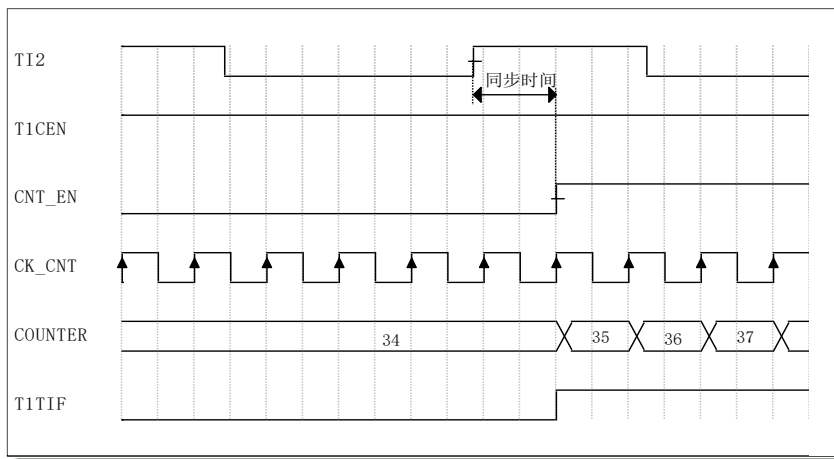 TI2
同步时间
T1CEN
CNT_EN
CK_CNT
COUNTER
34
35
36
37
T1TIF